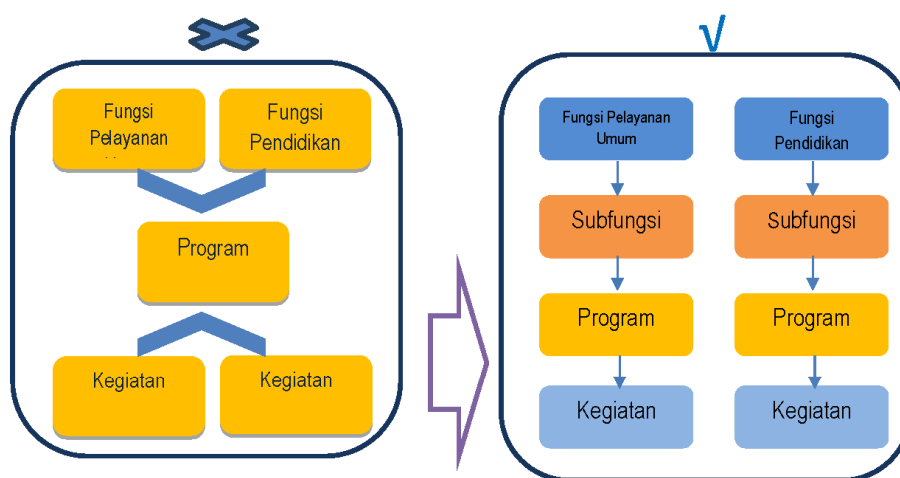 √
Fungsi
Pelayanan
Fungsi
Pendidikan
Program
Kegiatan
Kegiatan
Fungsi Pelayanan
Umum
Fungsi
Pendidikan
Subfungsi
Subfungsi
Program
Program
Kegiatan
Kegiatan